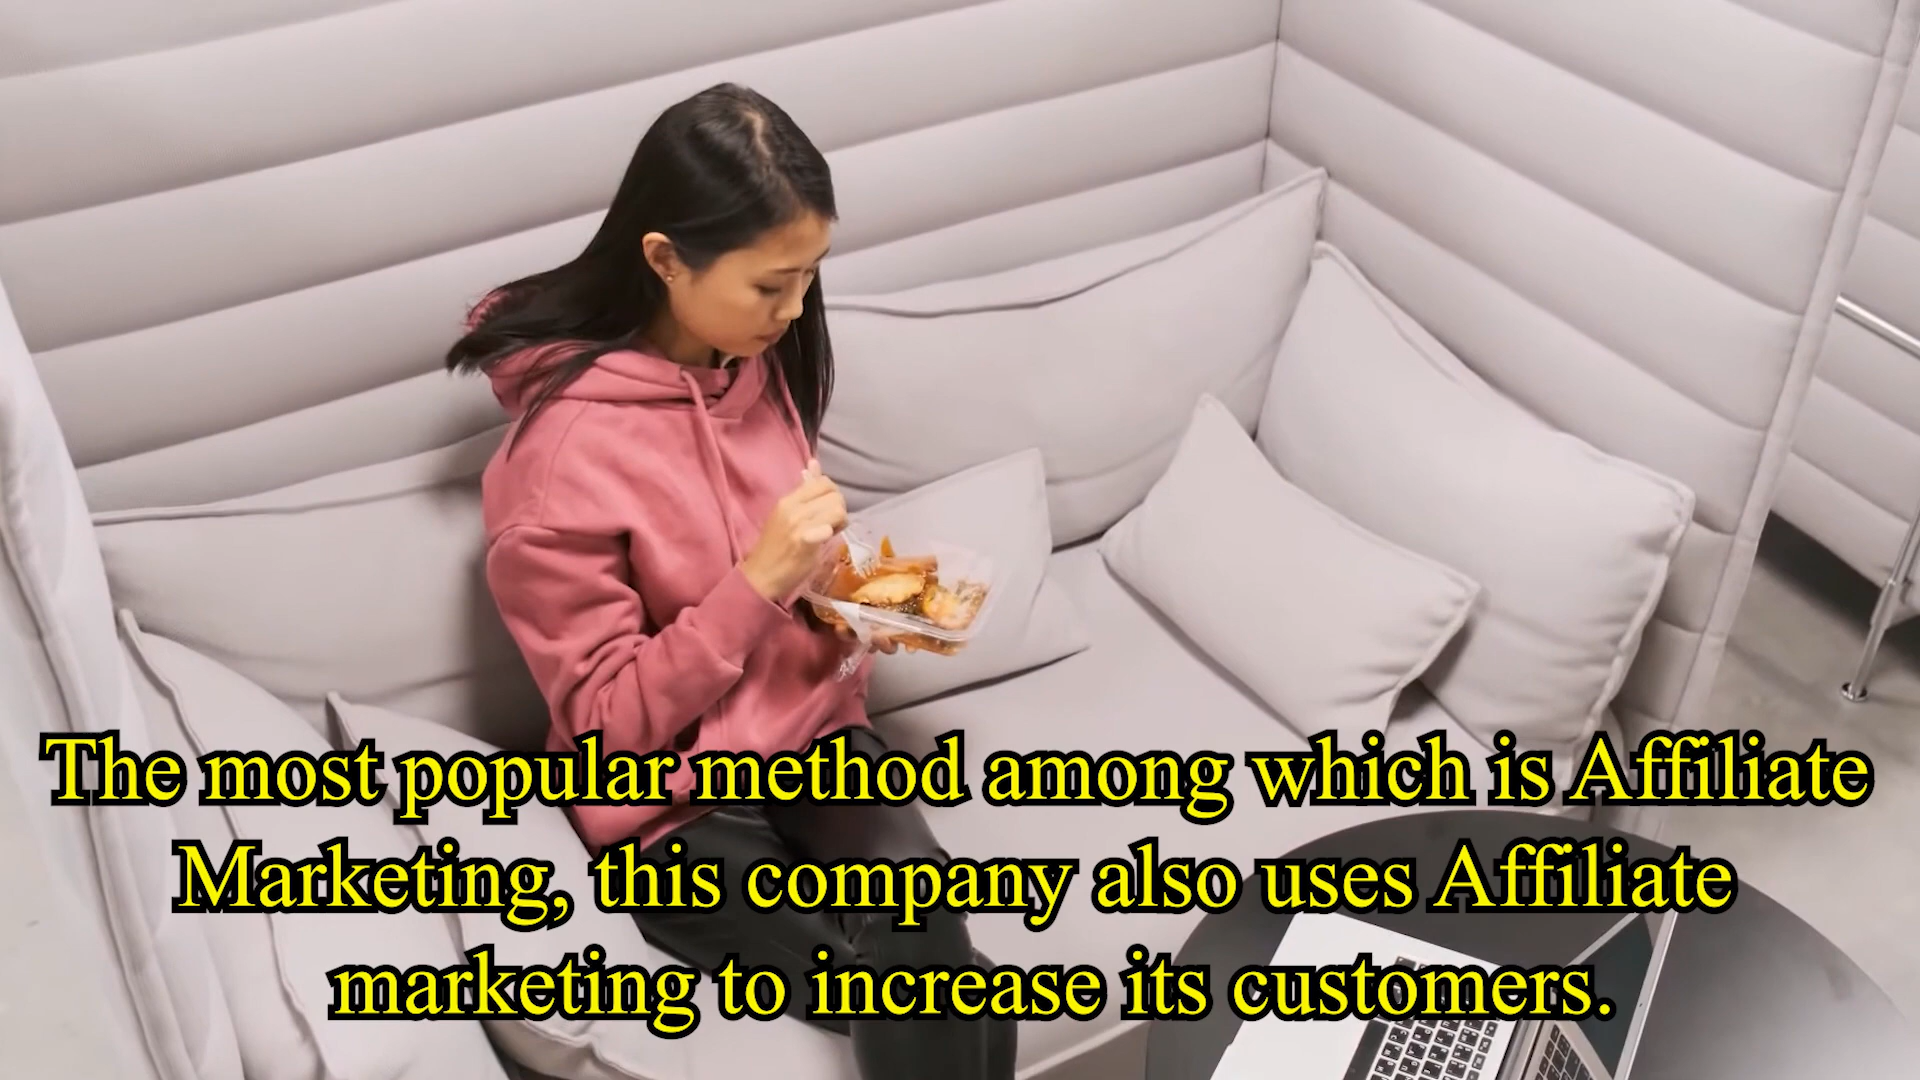 The most popular method among which is Affiliate
Marketing, this company also uses Affiliate
marketing to increase its customers.